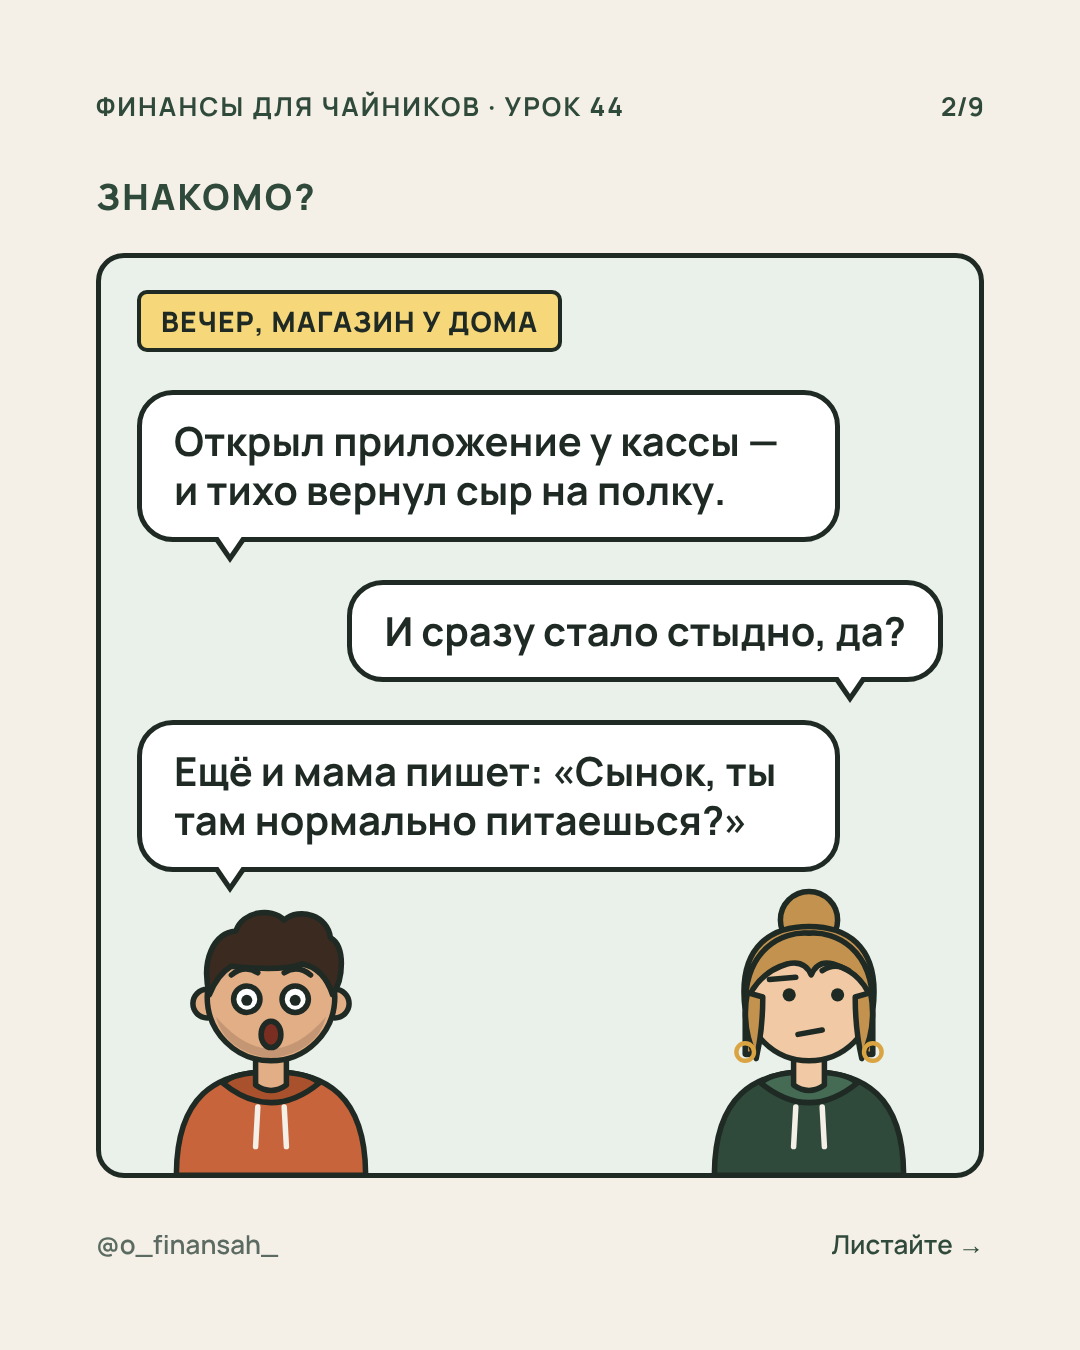 ФИНАНСЫ ДЛЯ ЧАЙНИКОВ · УРОК 44
2/9
ЗНАКОМО?
ВЕЧЕР, МАГАЗИН У ДОМА
Открыл приложение у кассы —
и тихо вернул сыр на полку.
И сразу стало стыдно, да?
Ещё и мама пишет: «Сынок, ты
там нормально питаешься?»
@o_finansah_
Листайте →